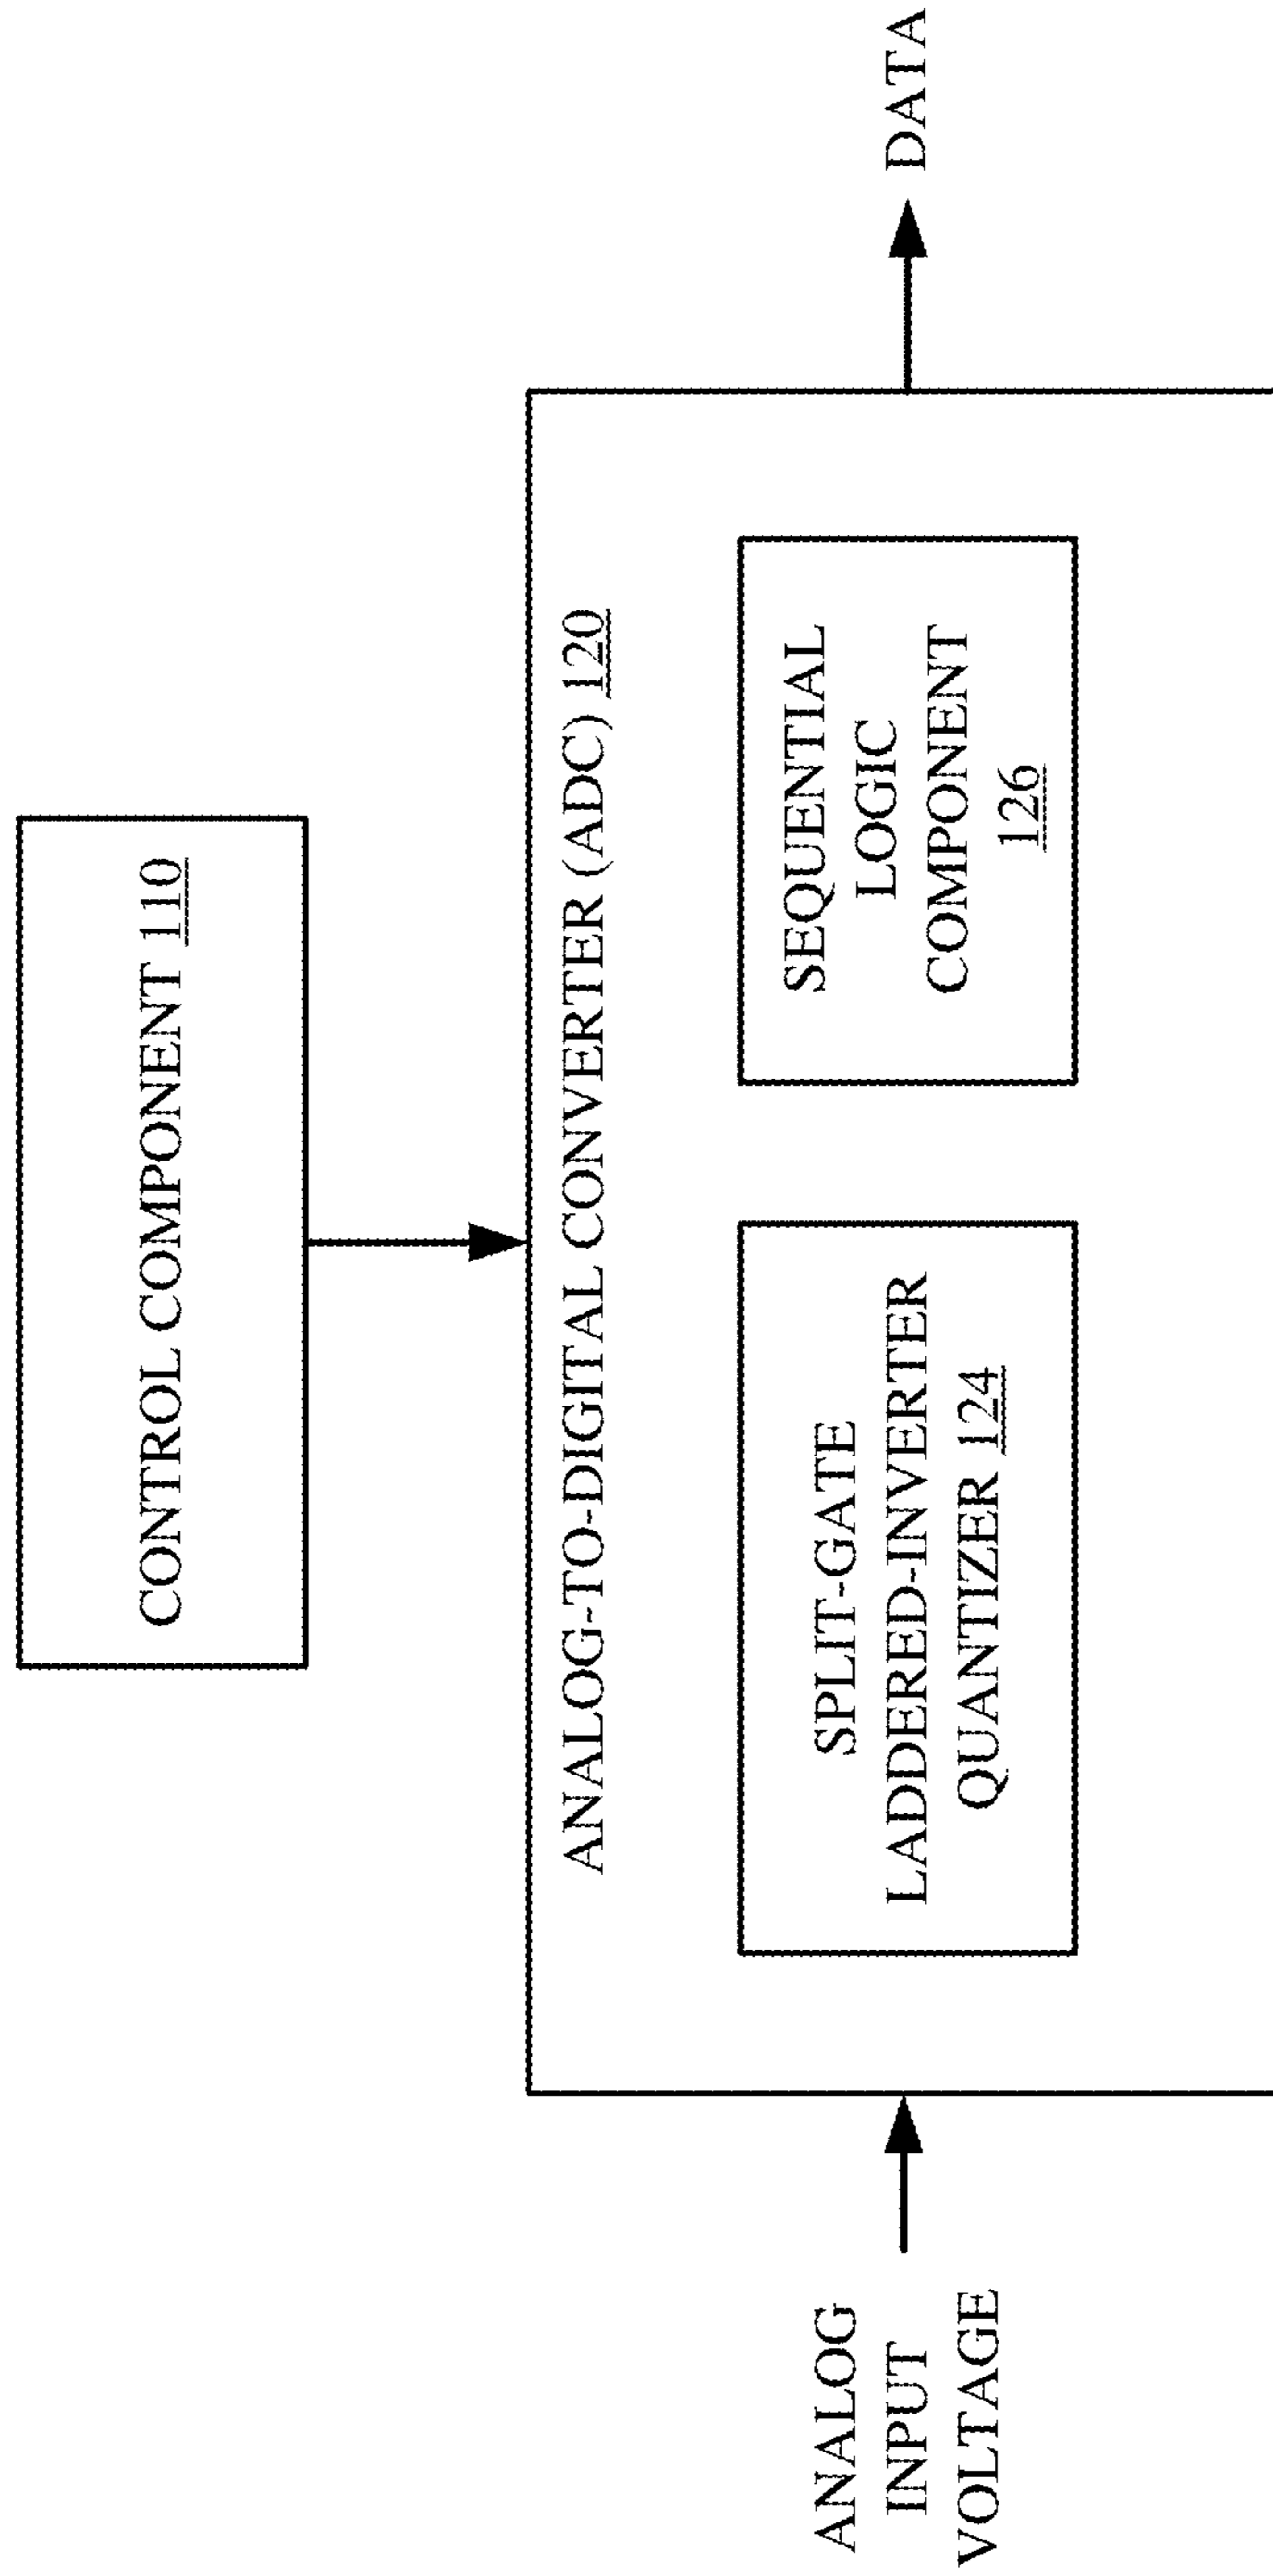 CONTROL COMPONENT 110
ANALOG-TO-DIGITAL CONVERTER (ADC) 120
ANALOG
INPUT
VOLTAGE
SPLIT-GATE
LADDERED-INVERTER
QUANTIZER 124
SEQUENTIAL
LOGIC
COMPONENT
126
DATA